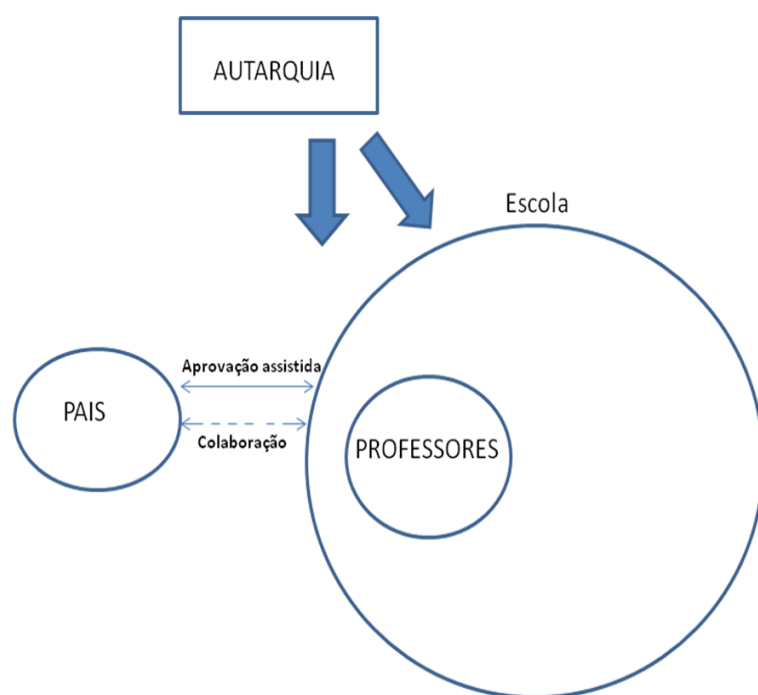 AUTARQUIA
Escola
Aprovação assistida
PAIS
Colaboração
PROFESSORES